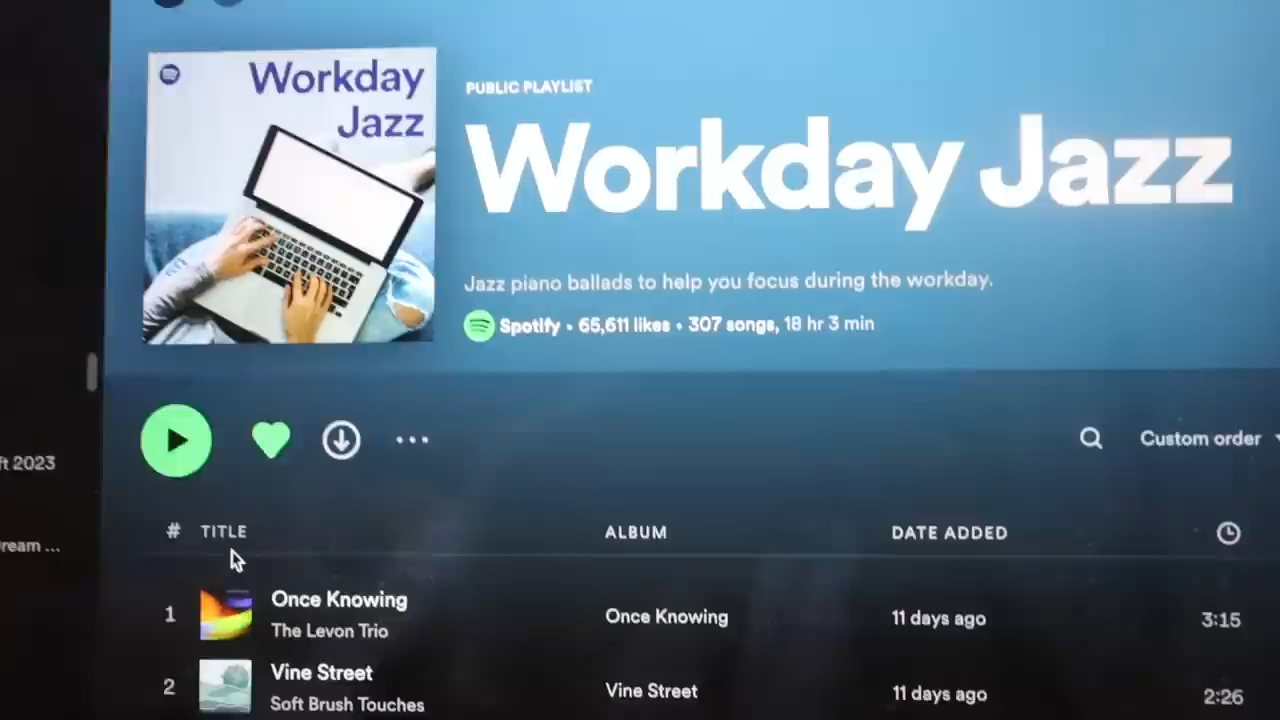 Workday
Jazz
PUBLIC PLAYLIST
Workday Jazz
Jazz piano ballads to help you focus during the workday.
Spotify • 65,611 likes • 307 songs, 18 hr 3 min
2023
Custom order
# TITLE ALBUM DATE ADDED
...
1 Once Knowing Once Knowing 11 days ago 3:15
The Levon Trio
2 Vine Street Vine Street 11 days ago 2:26
Soft Brush Touches